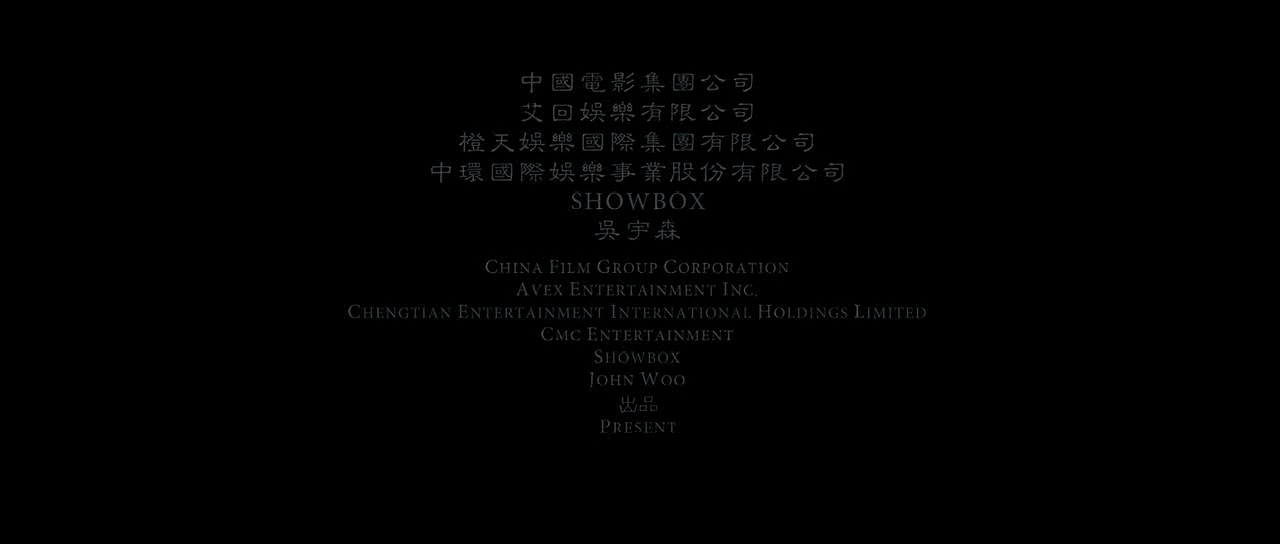 中國電影集團公司
艾回娛樂有限公司
橙天娛樂國際集團有限公司
中環國際娛樂事業股份有限公司
SHOWBOX
吳宇森
CHINA FILM GROUP CORPORATION
AVEX ENTERTAINMENT INC.
CHENGTIAN ENTERTAINMENT INTERNATIONAL HOLDINGS LIMITED
CMC ENTERTAINMENT
SHOWBOX
JOHN WOO
出品
PRESENT